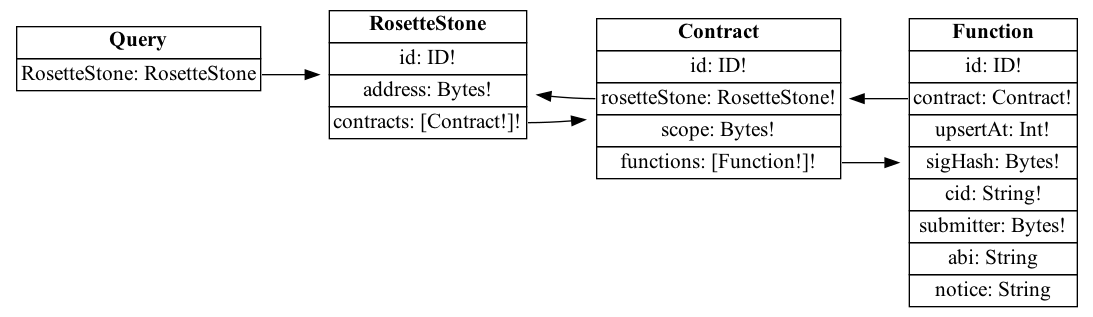 Query
RosetteStone: RosetteStone
RosetteStone
id: ID!
address: Bytes!
contracts: [Contract!]!
Contract
id: ID!
rosetteStone: RosetteStone!
scope: Bytes!
functions: [Function!]!
Function
id: ID!
contract: Contract!
upsertAt: Int!
sigHash: Bytes!
cid: String!
submitter: Bytes!
abi: String
notice: String